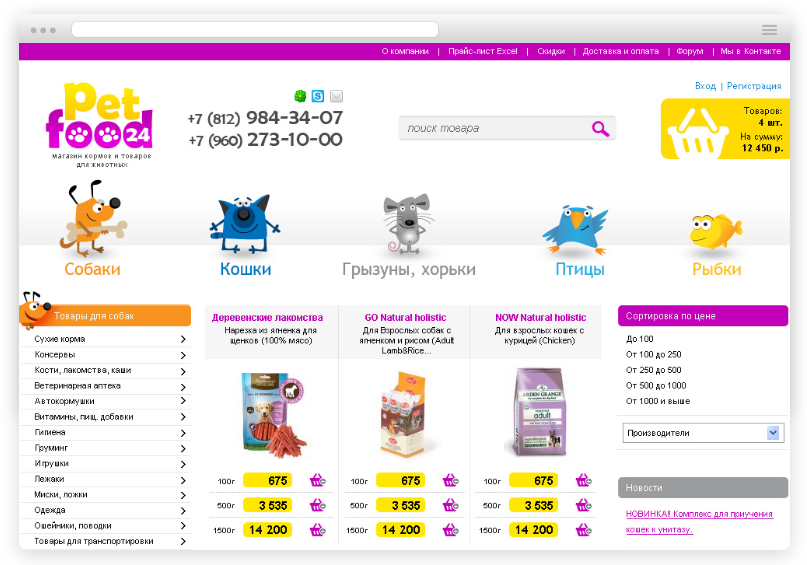 О компании | Прайс-лист Excel | Скидки | Доставка и оплата | Форум | Мы в Контакте
Вход | Регистрация
Pet
food 24
магазин кормов и товаров
для животных
+7 (812) 984-34-07
+7 (960) 273-10-00
поиск товара
Товаров:
4 шт.
На сумму:
12 450 р.
Собаки
Кошки
Грызуны, хорьки
Птицы
Рыбки
Товары для собак
Сухие корма
Консервы
Кости, лакомства, каши
Ветеринарная аптека
Автокормушки
Витамины, пищ. добавки
Гигиена
Груминг
Игрушки
Лежаки
Миски, ложки
Одежда
Ошейники, поводки
Товары для транспортировки
Деревенские лакомства
Нарезка из ягненка для
щенков (100% мясо)
100г 675
500г 3 535
1500г 14 200
GO Natural holistic
Для Взрослых собак с
ягненком и рисом (Adult
Lamb&Rice...
100г 675
500г 3 535
1500г 14 200
NOW Natural holistic
Для взрослых кошек с
курицей (Chicken)
ARDEN GRANGE
adult
100г 675
500г 3 535
1500г 14 200
Сортировка по цене
До 100
От 100 до 250
От 250 до 500
От 500 до 1000
От 1000 и выше
Производители
Новости
НОВИНКА!! Комплекс для приучения
кошек к унитазу.